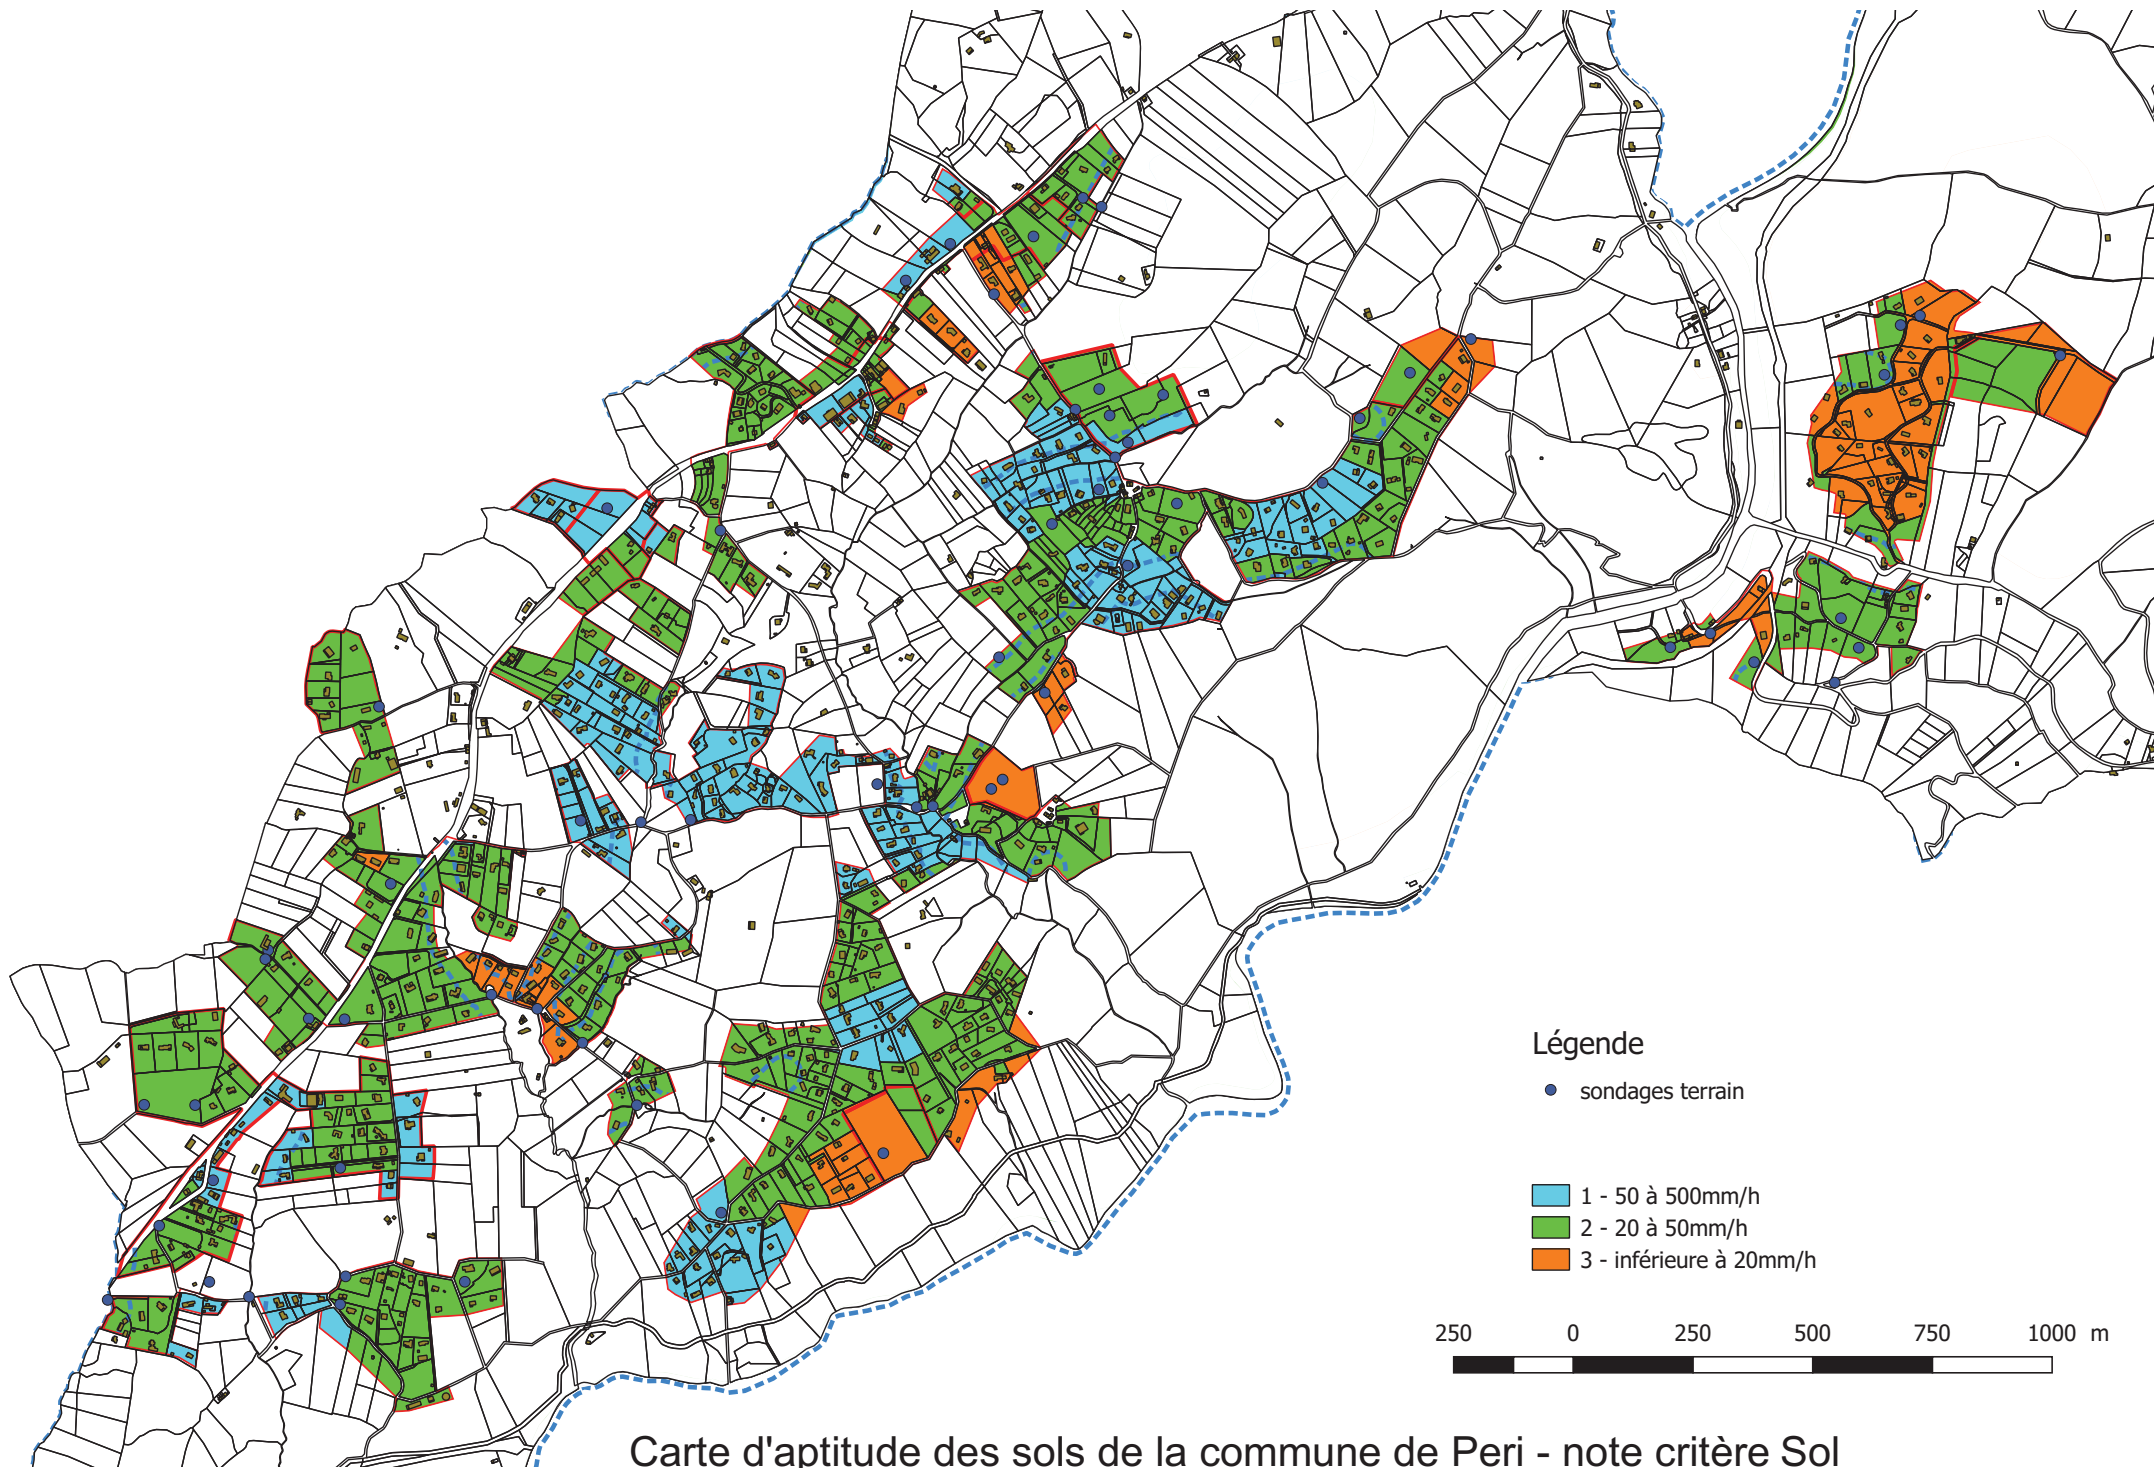 Légende
sondages terrain
1 - 50 à 500mm/h
2 - 20 à 50mm/h
3 - inférieure à 20mm/h
250 0 250 500 750 1000 m
Carte d'aptitude des sols de la commune de Peri - note critère Sol